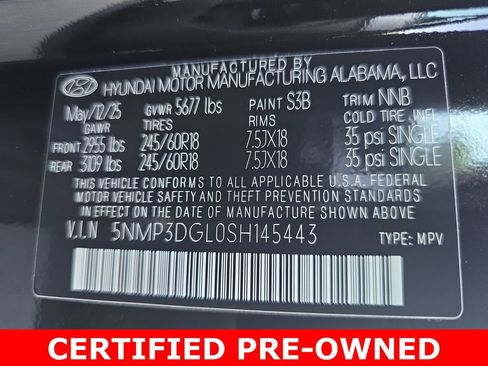 MANUFACTURED BY
HYUNDAI MOTOR MANUFACTURING ALABAMA, LLC
May/12/25 GVWR 5677 lbs PAINT S3B TRIM NNB
GAWR TIRES RIMS COLD TIRE INFL
FRONT 2955 lbs 245/60R18 7.5JX18 35 psi SINGLE
REAR 3109 lbs 245/60R18 7.5JX18 35 psi SINGLE
THIS VEHICLE CONFORMS TO ALL APPLICABLE U.S.A. FEDERAL
MOTOR VEHICLE SAFETY AND THEFT PREVENTION STANDARDS
IN EFFECT ON THE DATE OF MANUFACTURE SHOWN ABOVE.
V.I.N 5NMP3DGL0SH145443 TYPE: MPV
CERTIFIED PRE-OWNED